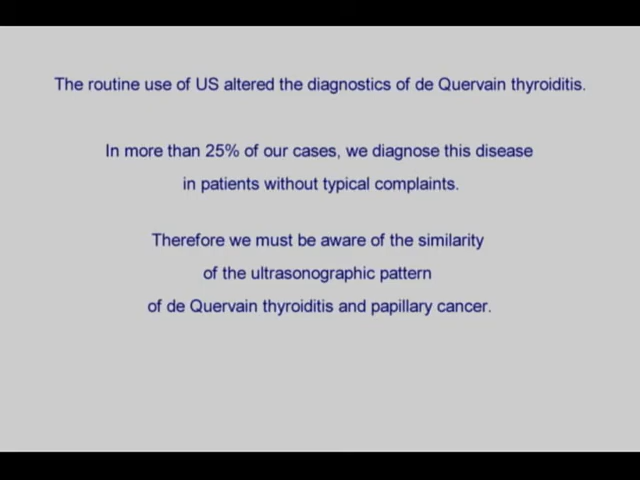 The routine use of US altered the diagnostics of de Quervain thyroiditis.
In more than 25% of our cases, we diagnose this disease
in patients without typical complaints.
Therefore we must be aware of the similarity
of the ultrasonographic pattern
of de Quervain thyroiditis and papillary cancer.